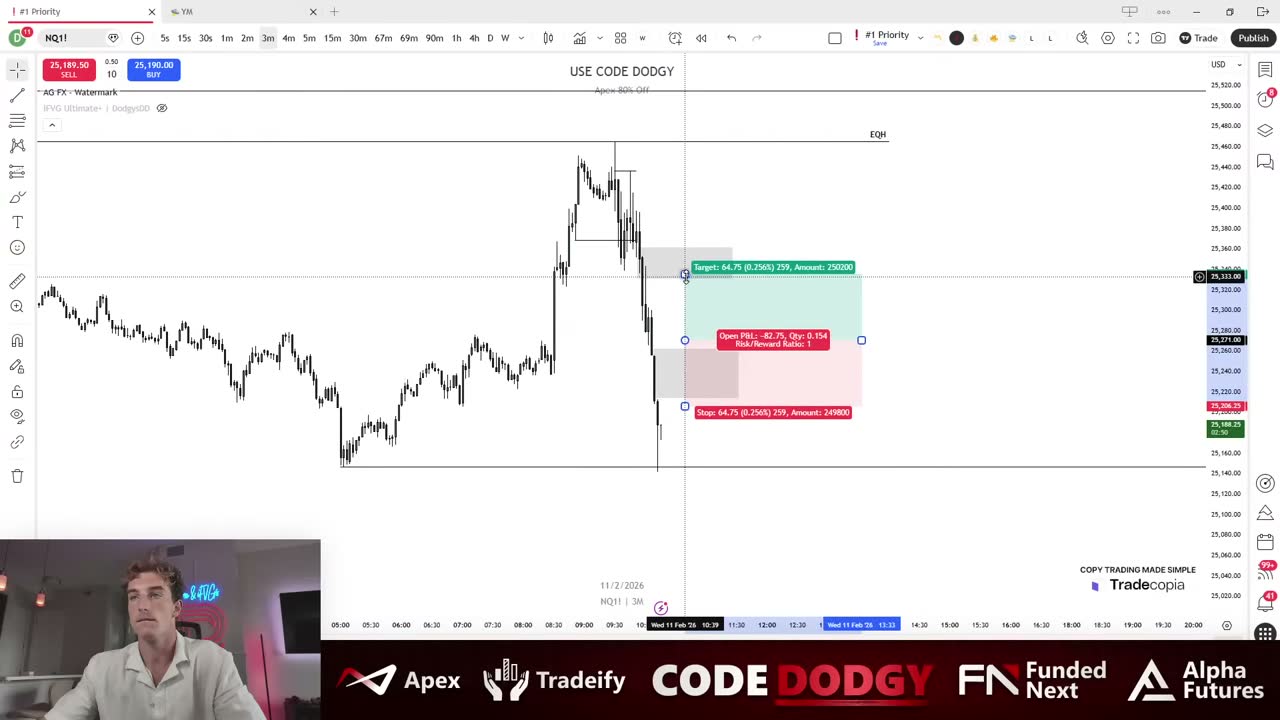 #1 Priority
YM
11
NQ1!
5s 15s 30s 1m 2m 3m 4m 5m 15m 30m 67m 69m 90m 1h 4h D W
W
#1 Priority
Save
L L
Trade
Publish
25,189.50
SELL
0.50
10
25,190.00
BUY
USE CODE DODGY
Apex 80% Off
AG FX - Watermark
IFVG Ultimate+ | DodgysDD
USD
EQH
25,520.00
25,500.00
25,480.00
25,460.00
25,440.00
25,420.00
25,400.00
25,380.00
25,360.00
25,333.00
25,320.00
25,300.00
25,280.00
25,271.00
25,240.00
25,220.00
25,206.25
25,188.25
02:50
25,160.00
25,140.00
25,120.00
25,100.00
25,080.00
25,060.00
25,040.00
25,020.00
Target: 64.75 (0.256%) 259, Amount: 250200
Open P&L: −82.75, Qty: 0.154
Risk/Reward Ratio: 1
Stop: 64.75 (0.256%) 259, Amount: 249800
8
99+
41
COPY TRADING MADE SIMPLE
Tradecopia
11/2/2026
NQ1! | 3M
05:00 05:30 06:00 06:30 07:00 07:30 08:00 08:30 09:00 09:30 Wed 11 Feb '26 10:39 11:30 12:00 12:30 Wed 11 Feb '26 13:33 14:30 15:00 15:30 16:00 16:30 17:00 17:30 18:00 18:30 19:00 19:30 20:00
Apex
Tradeify
CODE DODGY
FN Funded Next
Alpha Futures